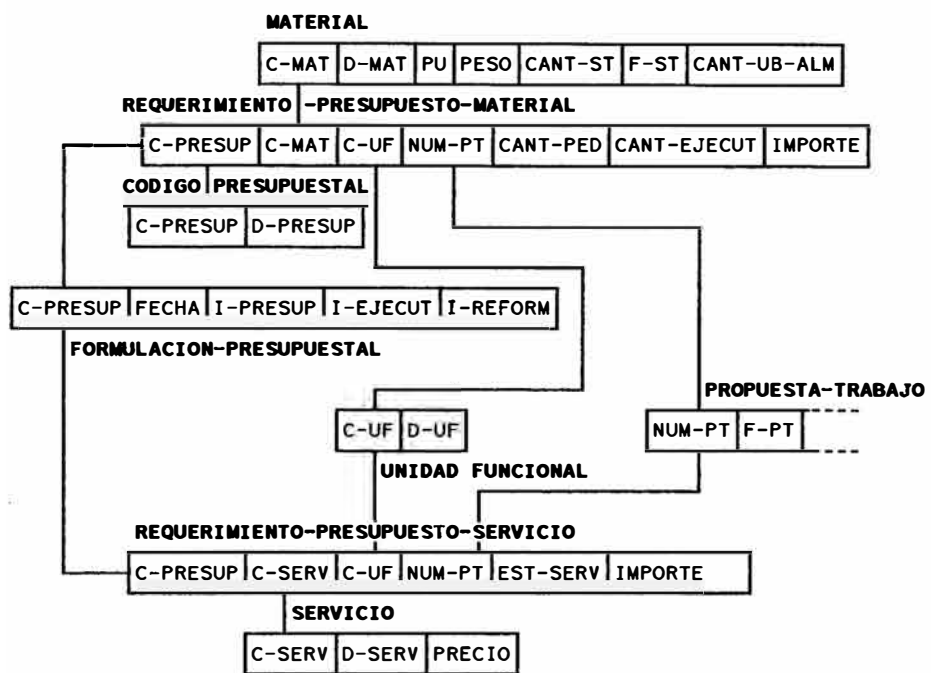 MATERIAL
C-MAT D-MAT PU PESO CANT-ST F-ST CANT-UB-ALM
REQUERIMIENTO -PRESUPUESTO-MATERIAL
C-PRESUP C-MAT C-UF NUM-PT CANT-PED CANT-EJECUT IMPORTE
CODIGO PRESUPUESTAL
C-PRESUP D-PRESUP
C-PRESUP FECHA I-PRESUP I-EJECUT I-REFORM
FORMULACION-PRESUPUESTAL
PROPUESTA-TRABAJO
C-UF D-UF
NUM-PT F-PT
UNIDAD FUNCIONAL
REQUERIMIENTO-PRESUPUESTO-SERVICIO
C-PRESUP C-SERV C-UF NUM-PT EST-SERV IMPORTE
SERVICIO
C-SERV D-SERV PRECIO